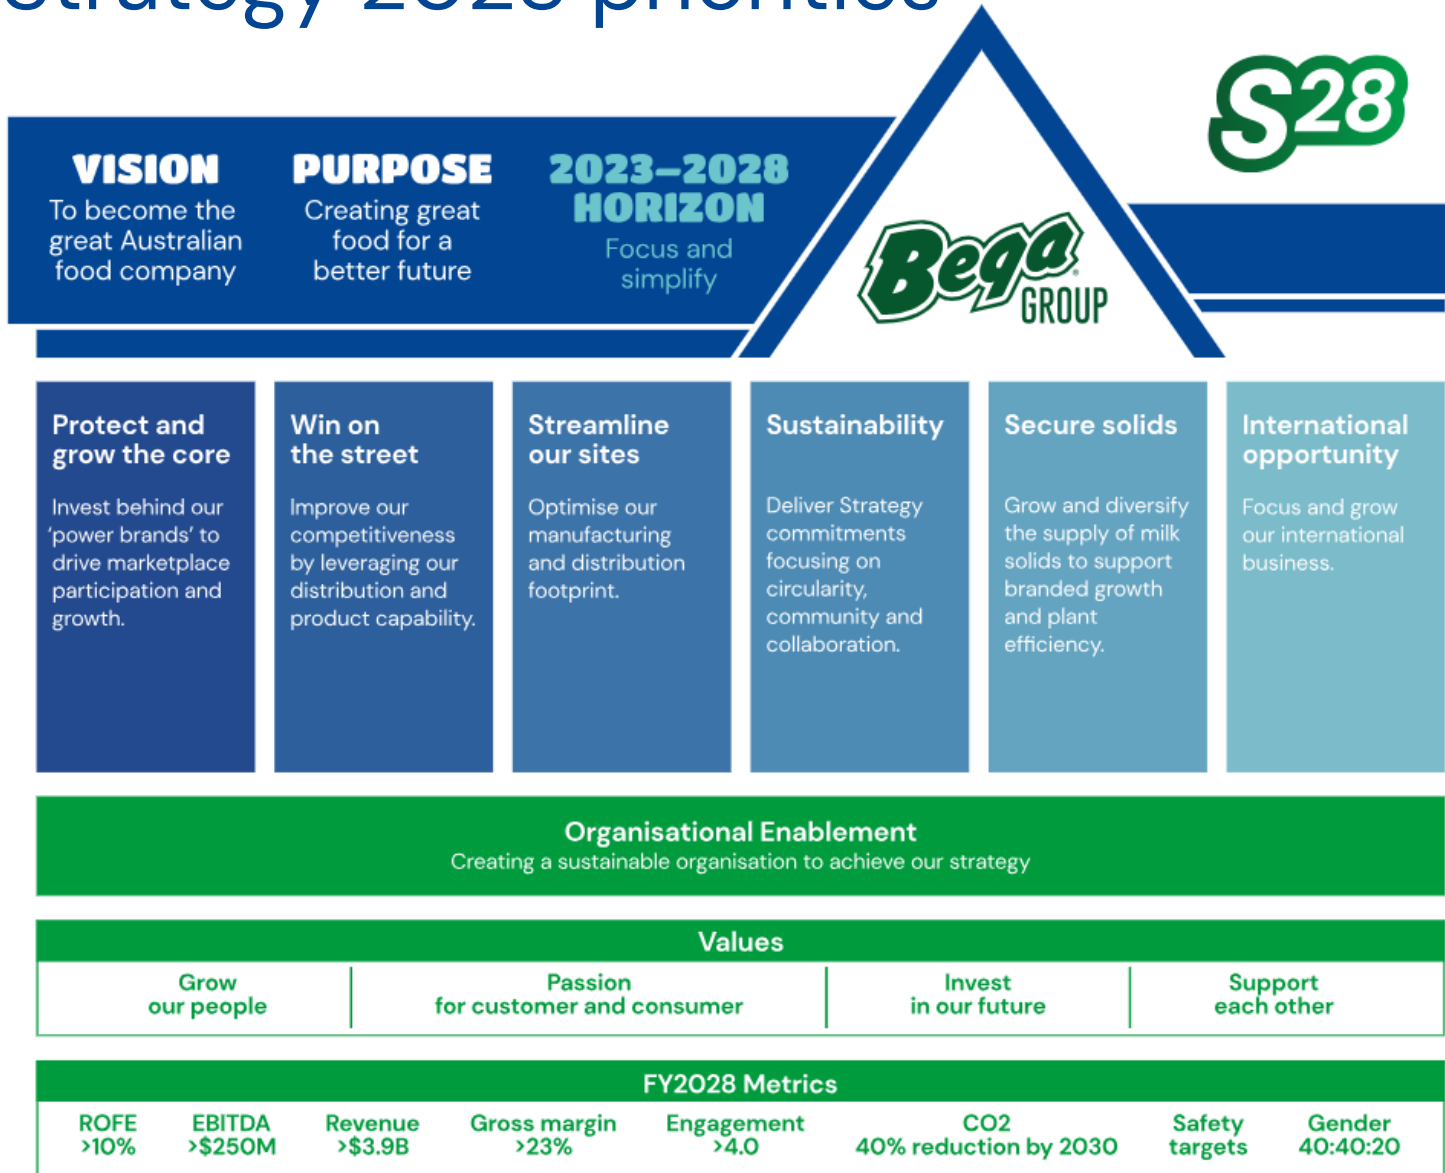 Strategy 2028 priorities
S28
VISION
To become the
great Australian
food company
PURPOSE
Creating great
food for a
better future
2023–2028
HORIZON
Focus and
simplify
Bega
GROUP
Protect and
grow the core
Invest behind our
‘power brands’ to
drive marketplace
participation and
growth.
Win on
the street
Improve our
competitiveness
by leveraging our
distribution and
product capability.
Streamline
our sites
Optimise our
manufacturing
and distribution
footprint.
Sustainability
Deliver Strategy
commitments
focusing on
circularity,
community and
collaboration.
Secure solids
Grow and diversify
the supply of milk
solids to support
branded growth
and plant
efficiency.
International
opportunity
Focus and grow
our international
business.
Organisational Enablement
Creating a sustainable organisation to achieve our strategy
Values
Grow
our people
Passion
for customer and consumer
Invest
in our future
Support
each other
FY2028 Metrics
ROFE
>10%
EBITDA
>$250M
Revenue
>$3.9B
Gross margin
>23%
Engagement
>4.0
CO2
40% reduction by 2030
Safety
targets
Gender
40:40:20